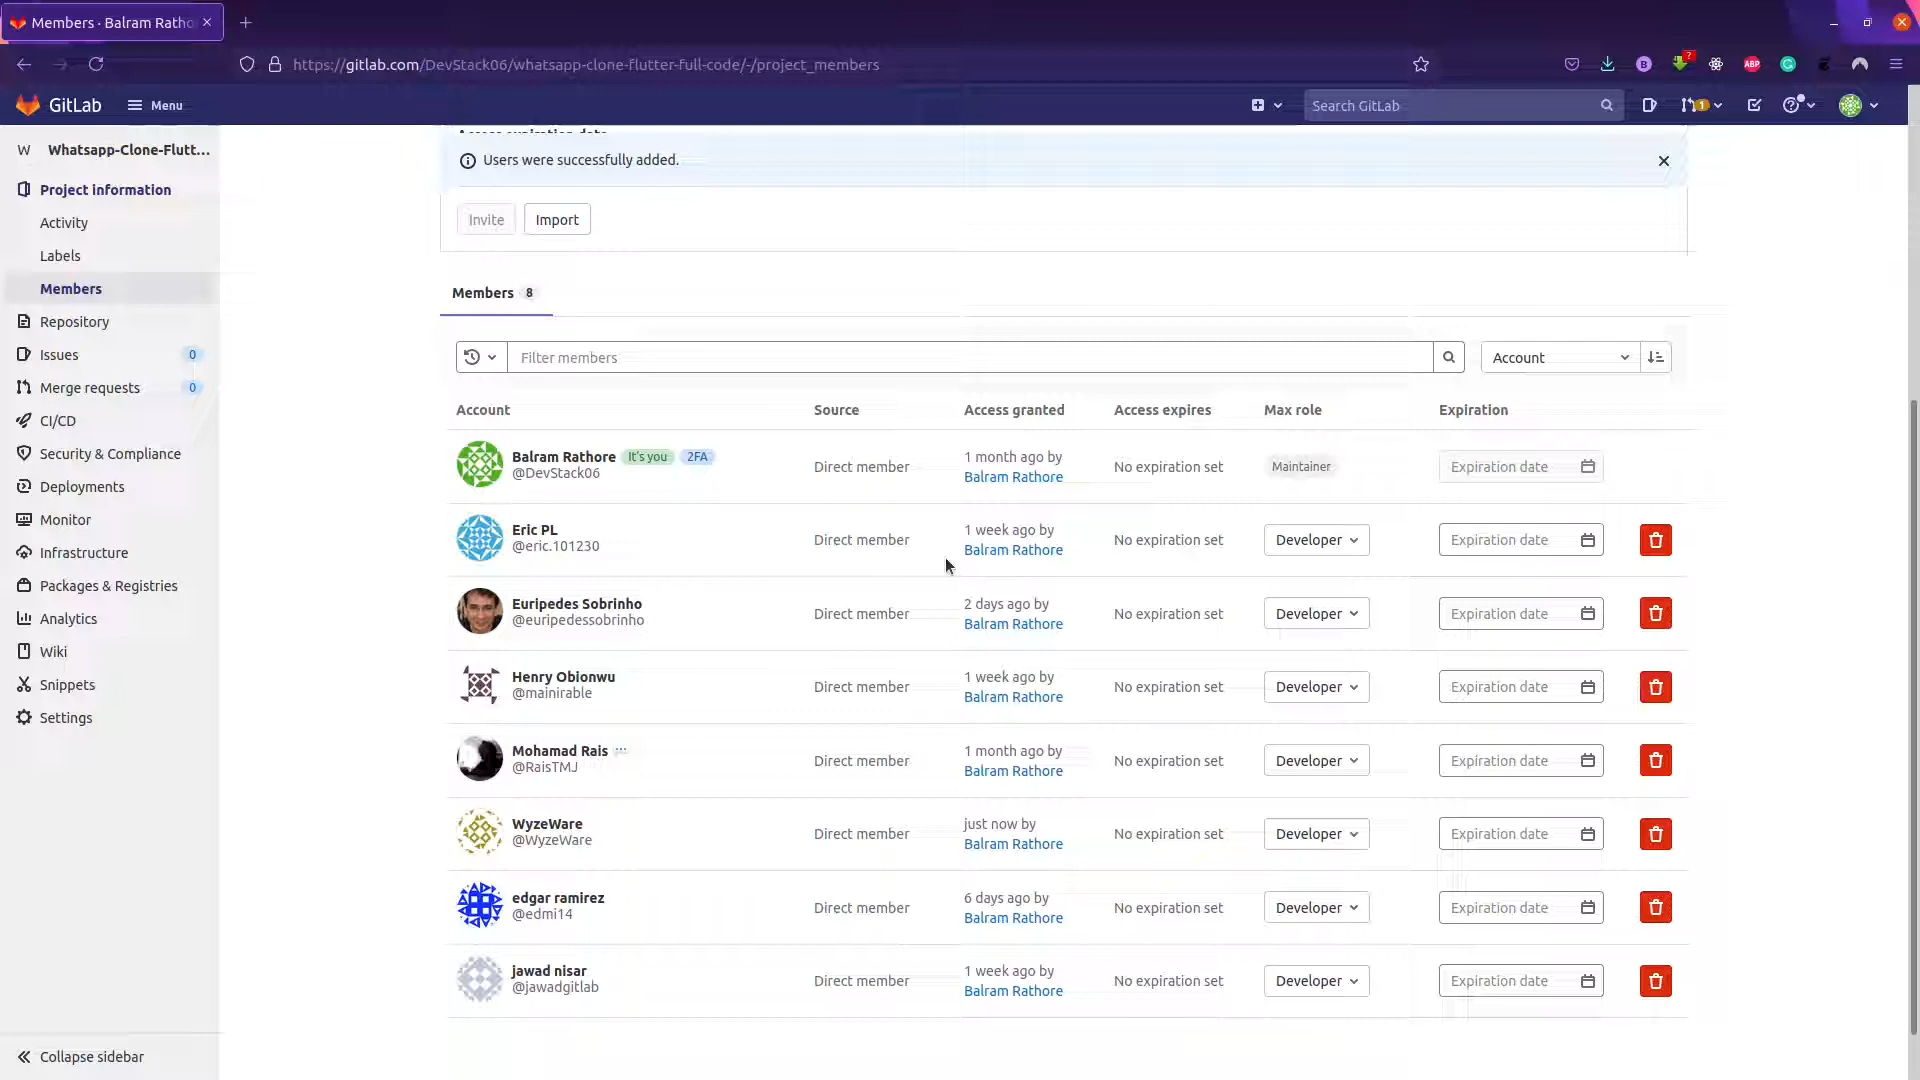 Members · Balram Ratho
https://gitlab.com/DevStack06/whatsapp-clone-flutter-full-code/-/project_members
?
B
ABP
G
GitLab
Menu
Search GitLab
1
W Whatsapp-Clone-Flutt...
Project information
Activity
Labels
Members
Repository
Issues 0
Merge requests 0
CI/CD
Security & Compliance
Deployments
Monitor
Infrastructure
Packages & Registries
Analytics
Wiki
Snippets
Settings
Collapse sidebar
Access expiration date
Users were successfully added.
Invite Import
Members 8
Filter members
Account
Account Source Access granted Access expires Max role Expiration
Balram Rathore It's you 2FA
@DevStack06
Direct member
1 month ago by
Balram Rathore
No expiration set
Maintainer
Expiration date
Eric PL
@eric.101230
Direct member
1 week ago by
Balram Rathore
No expiration set
Developer
Expiration date
Euripedes Sobrinho
@euripedessobrinho
Direct member
2 days ago by
Balram Rathore
No expiration set
Developer
Expiration date
Henry Obionwu
@mainirable
Direct member
1 week ago by
Balram Rathore
No expiration set
Developer
Expiration date
Mohamad Rais
@RaisTMJ
Direct member
1 month ago by
Balram Rathore
No expiration set
Developer
Expiration date
WyzeWare
@WyzeWare
Direct member
just now by
Balram Rathore
No expiration set
Developer
Expiration date
edgar ramirez
@edmi14
Direct member
6 days ago by
Balram Rathore
No expiration set
Developer
Expiration date
jawad nisar
@jawadgitlab
Direct member
1 week ago by
Balram Rathore
No expiration set
Developer
Expiration date